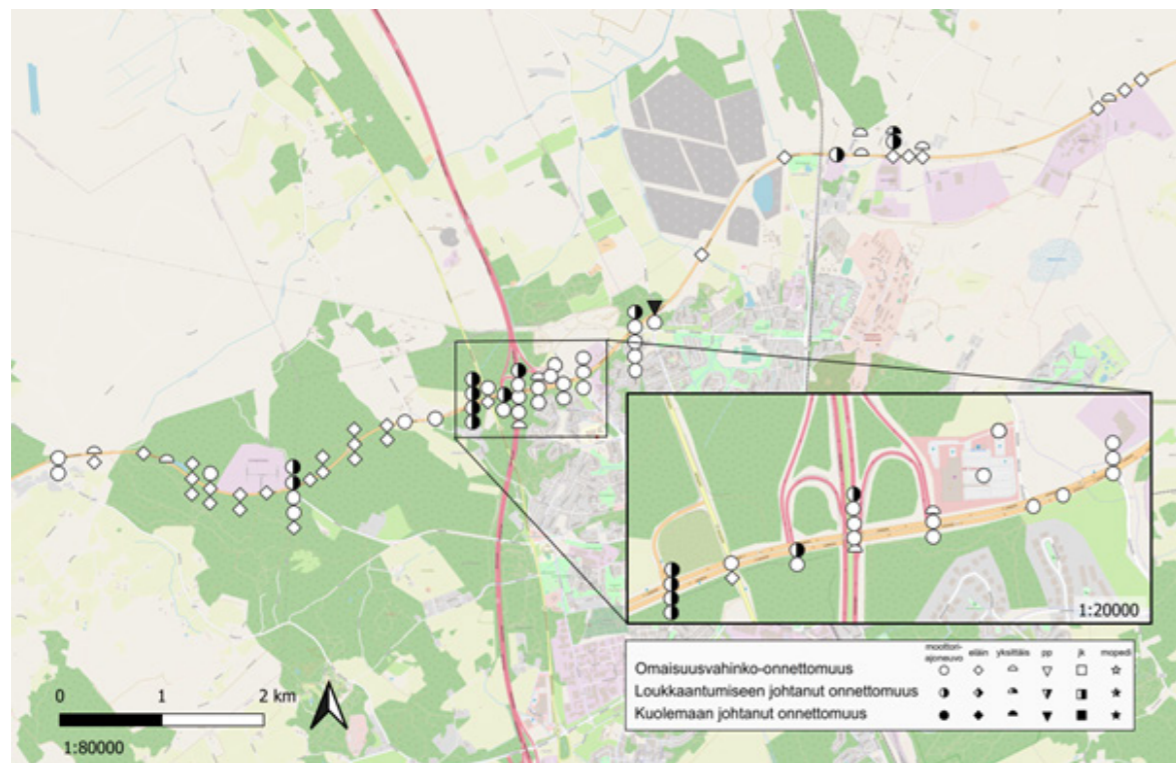 1:20000
moottori-
ajoneuvo eläin yksittäis pp jk mopedi
Omaisuusvahinko-onnettomuus
Loukkaantumiseen johtanut onnettomuus
Kuolemaan johtanut onnettomuus
0 1 2 km
1:80000